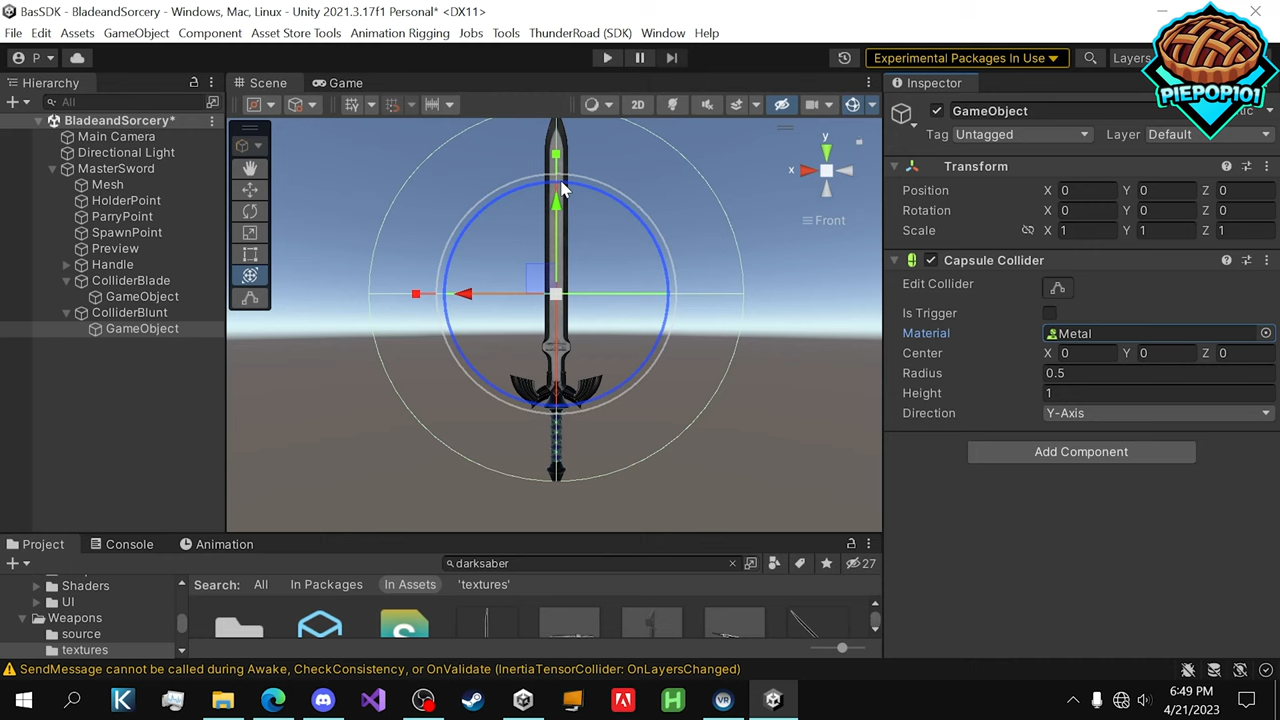 BasSDK - BladeandSorcery - Windows, Mac, Linux - Unity 2021.3.17f1 Personal* <DX11>
File Edit Assets GameObject Component Asset Store Tools Animation Rigging Jobs Tools ThunderRoad (SDK) Window Help
P Experimental Packages In Use Layers
PIEPOP101
Hierarchy
All
BladeandSorcery*
Main Camera
Directional Light
MasterSword
Mesh
HolderPoint
ParryPoint
SpawnPoint
Preview
Handle
ColliderBlade
GameObject
ColliderBlunt
GameObject
Scene Game
2D
y
x
Front
Inspector
GameObject
Tag Untagged Layer Default
Transform
Position X 0 Y 0 Z 0
Rotation X 0 Y 0 Z 0
Scale X 1 Y 1 Z 1
Capsule Collider
Edit Collider
Is Trigger
Material Metal
Center X 0 Y 0 Z 0
Radius 0.5
Height 1
Direction Y-Axis
Add Component
Project Console Animation
darksaber 27
Shaders
UI
Weapons
source
textures
Search: All In Packages In Assets 'textures'
SendMessage cannot be called during Awake, CheckConsistency, or OnValidate (InertiaTensorCollider: OnLayersChanged)
6:49 PM
4/21/2023